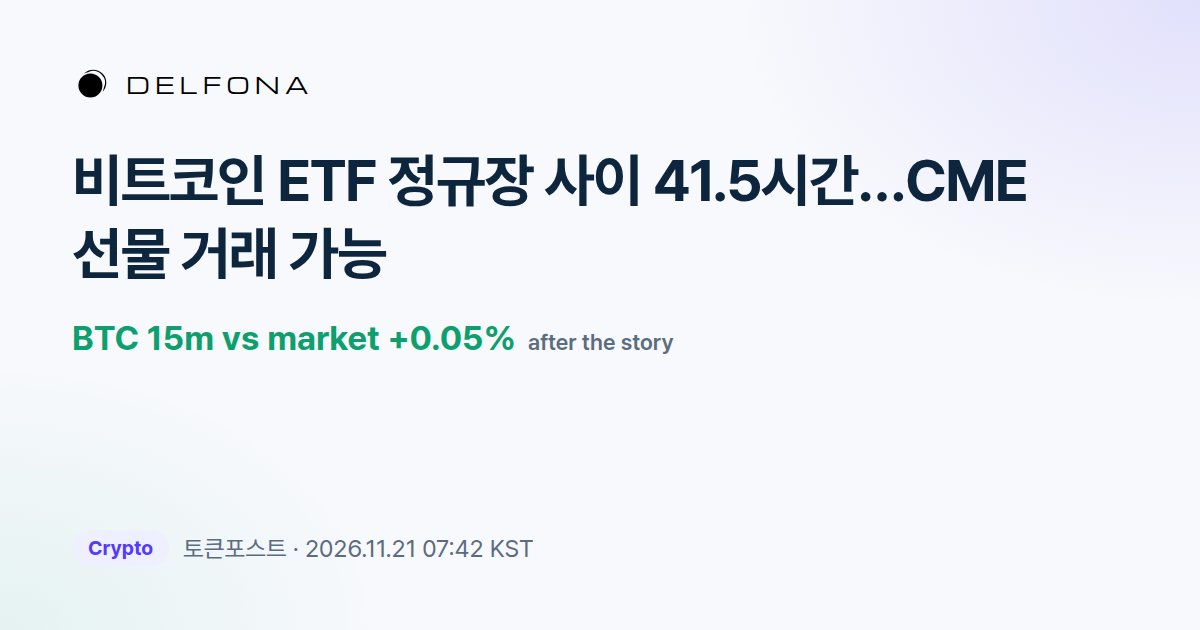 DELFONA
비트코인 ETF 정규장 사이 41.5시간…CME
선물 거래 가능
BTC 15m vs market +0.05% after the story
Crypto 토큰포스트 · 2026.11.21 07:42 KST